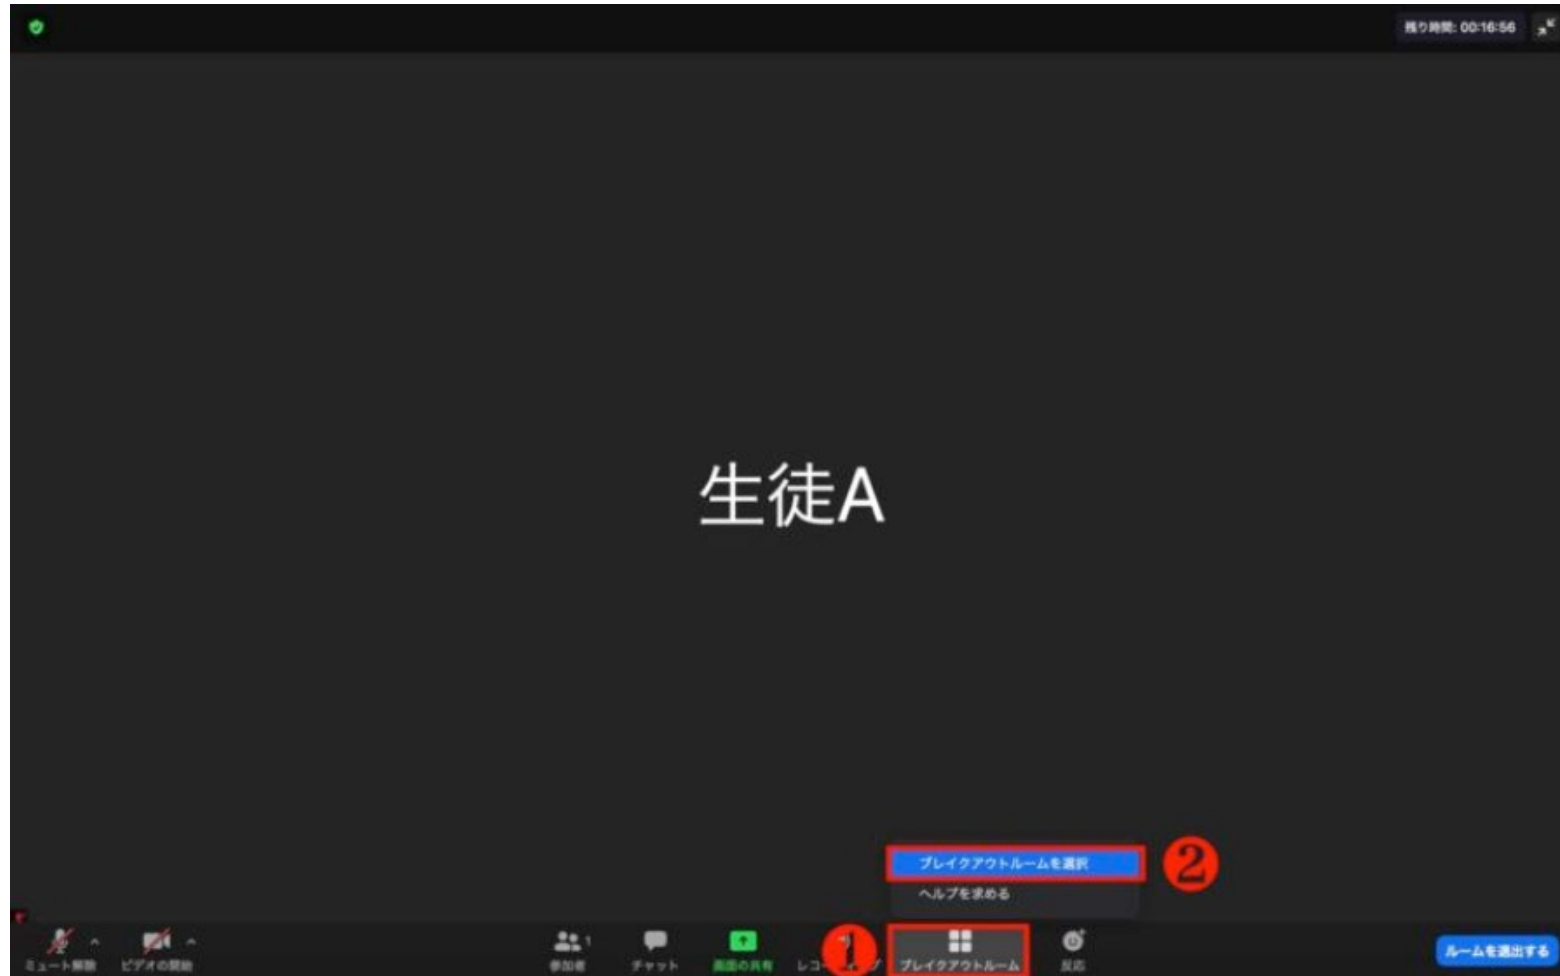 残り時間: 00:16:56
生徒A
ブレイクアウトルームを選択
2
ヘルプを求める
ミュート解除
ビデオの開始
1
参加者
チャット
画面の共有
1
ブレイクアウトルーム
反応
ルームを退出する